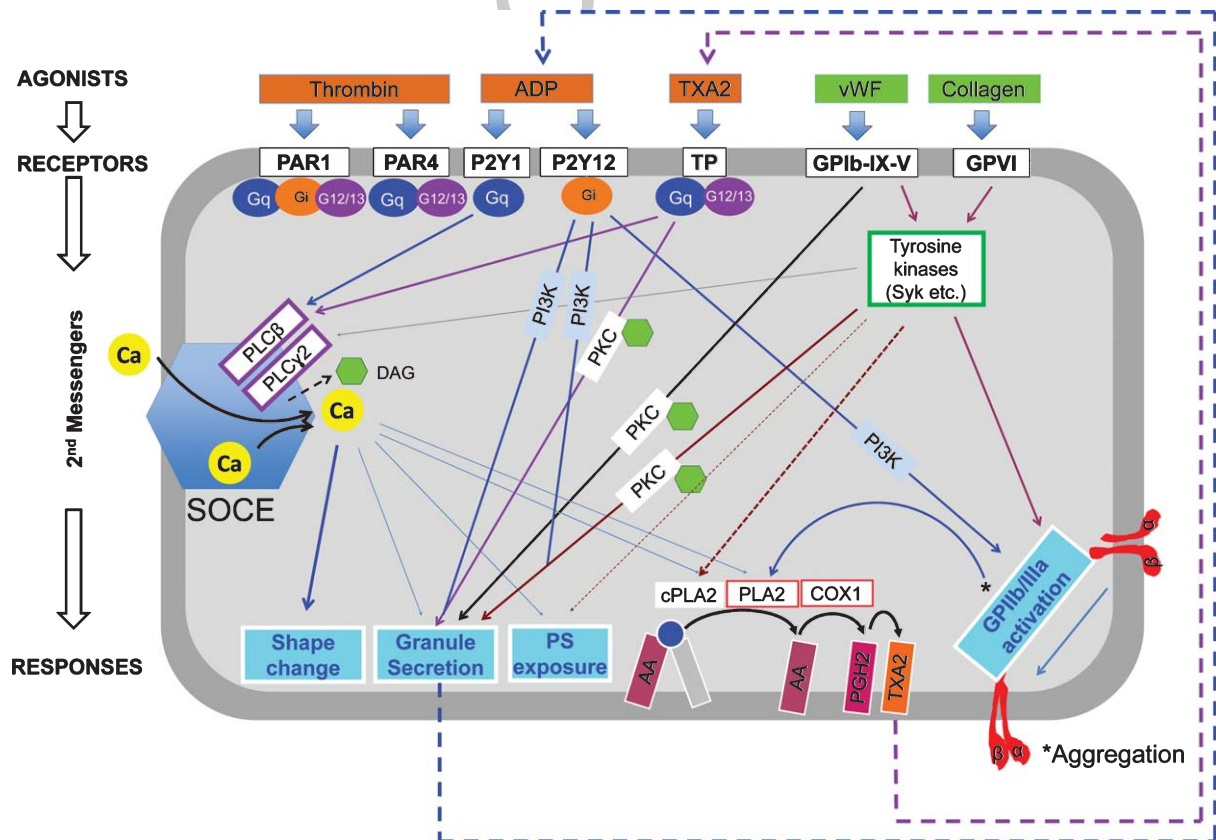 AGONISTS
Thrombin
ADP
TXA2
vWF
Collagen
RECEPTORS
PAR1
PAR4
P2Y1
P2Y12
TP
GPIb-IX-V
GPVI
Gq
Gi
G12/13
Gq
G12/13
Gq
Gi
Gq
G12/13
Tyrosine
kinases
(Syk etc.)
2nd Messengers
PI3K
PI3K
PKC
PKC
PKC
PI3K
PLCβ
PLCγ2
DAG
Ca
Ca
Ca
SOCE
cPLA2
PLA2
COX1
*
GPIIb/IIIa
activation
α
β
RESPONSES
Shape
change
Granule
Secretion
PS
exposure
AA
AA
PGH2
TXA2
β
α
*Aggregation